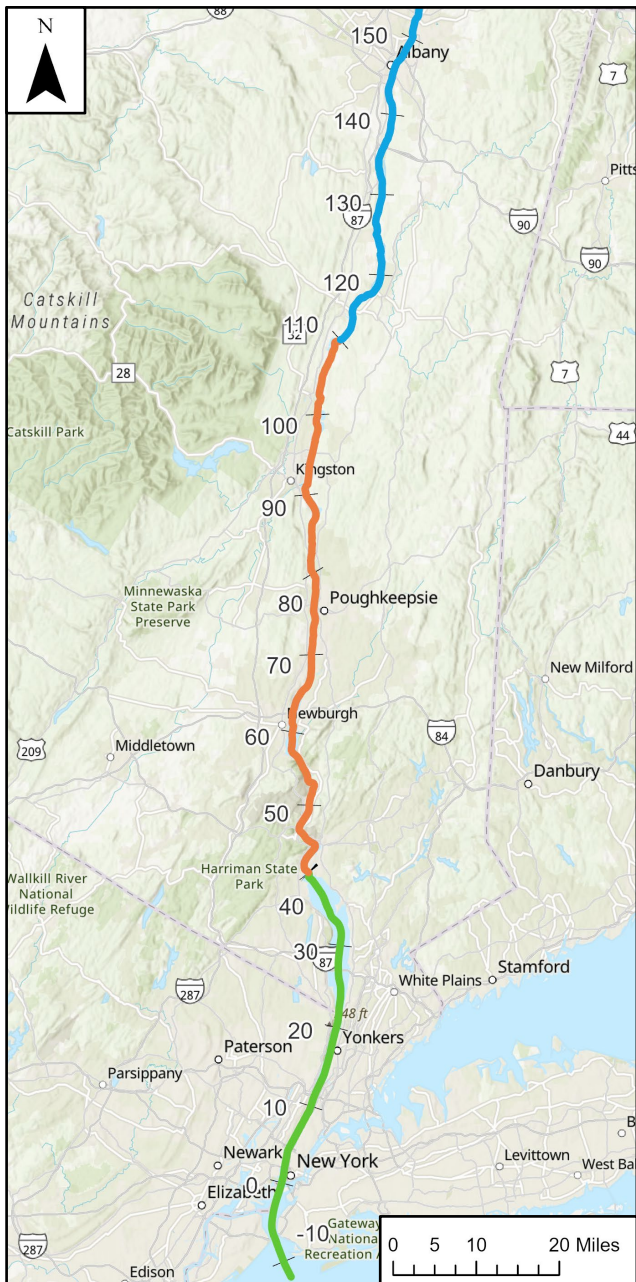 N
88
150
Albany
7
140
Pitts
130
87
90
90
120
Catskill
Mountains
110
32
28
7
100
Catskill Park
44
Kingston
90
Minnewaska
State Park
Preserve
80
Poughkeepsie
70
New Milford
Newburgh
60
84
209
Middletown
Danbury
50
Harriman State
Park
Wallkill River
National
Wildlife Refuge
40
30
87
Stamford
White Plains
287
48 ft
20
Yonkers
Paterson
Parsippany
10
B
Newark
New York
Levittown
West Ba
0
Elizabeth
-10
Gateway
National
Recreation A
287
Edison
0 5 10 20 Miles